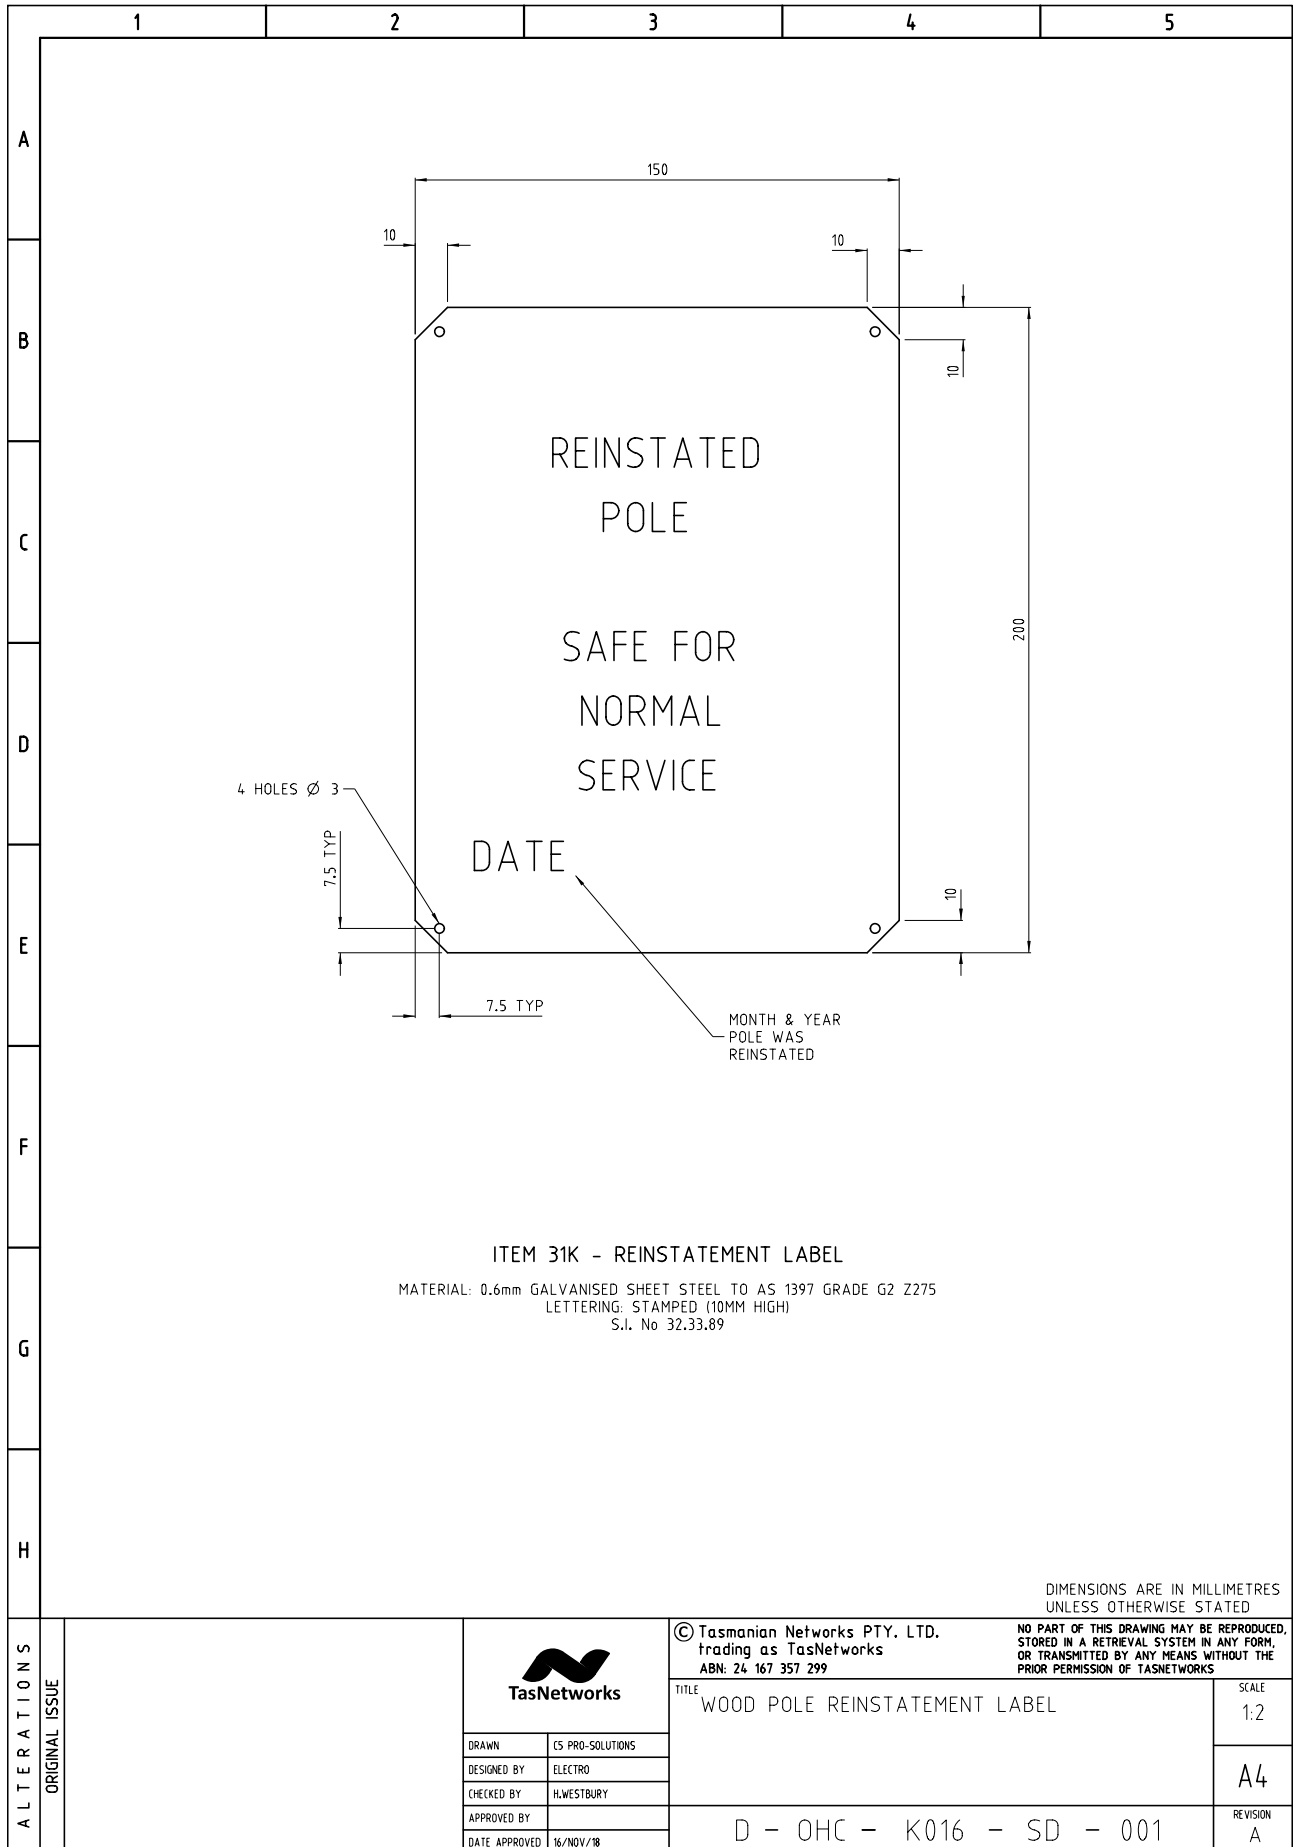 1 2 3 4 5
A
B
C
D
E
F
G
H
150
10
10
10
REINSTATED
POLE
200
SAFE FOR
NORMAL
SERVICE
4 HOLES Ø 3
7.5 TYP
DATE
10
7.5 TYP
MONTH & YEAR
POLE WAS
REINSTATED
ITEM 31K - REINSTATEMENT LABEL
MATERIAL: 0.6mm GALVANISED SHEET STEEL TO AS 1397 GRADE G2 Z275
LETTERING: STAMPED (10MM HIGH)
S.I. No 32.33.89
DIMENSIONS ARE IN MILLIMETRES
UNLESS OTHERWISE STATED
ALTERATIONS
ORIGINAL ISSUE
TasNetworks
DRAWN CS PRO-SOLUTIONS
DESIGNED BY ELECTRO
CHECKED BY H.WESTBURY
APPROVED BY
DATE APPROVED 16/NOV/18
© Tasmanian Networks PTY. LTD.
trading as TasNetworks
ABN: 24 167 357 299
NO PART OF THIS DRAWING MAY BE REPRODUCED,
STORED IN A RETRIEVAL SYSTEM IN ANY FORM,
OR TRANSMITTED BY ANY MEANS WITHOUT THE
PRIOR PERMISSION OF TASNETWORKS
TITLE
WOOD POLE REINSTATEMENT LABEL
SCALE
1:2
A4
D - OHC - K016 - SD - 001
REVISION
A